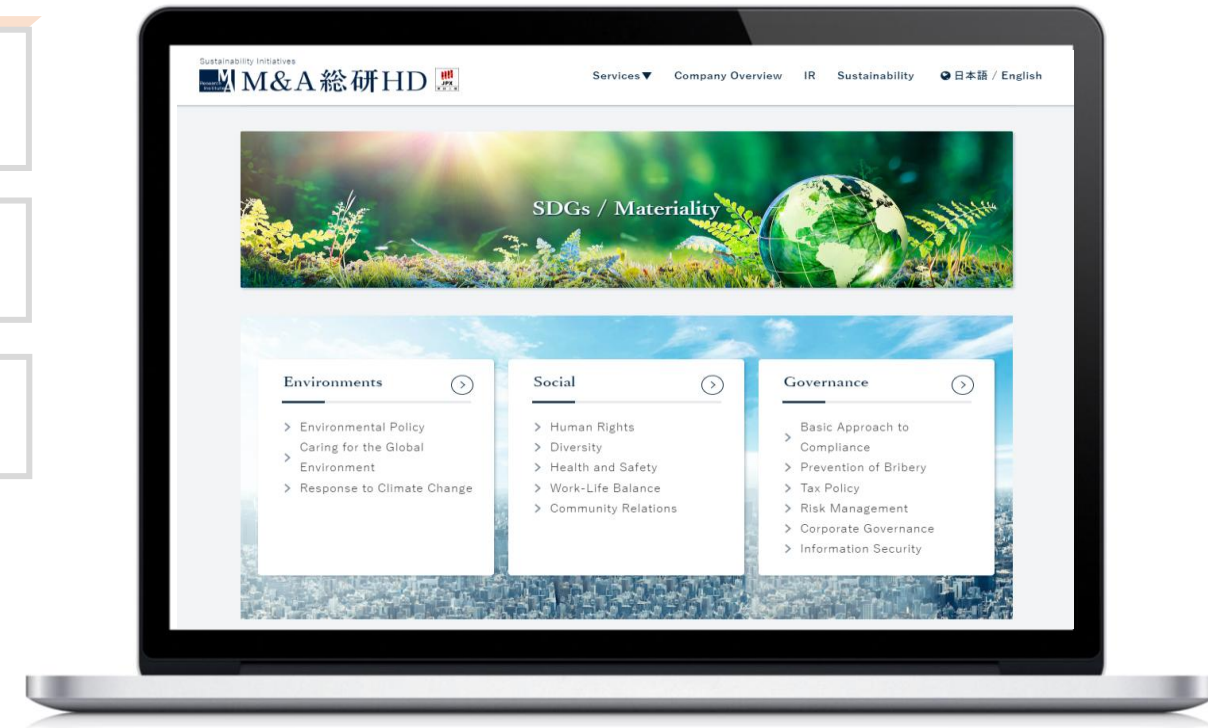 Sustainability Initiatives
M&A総研HD
JPX
Services▼ Company Overview IR Sustainability 日本語 / English
SDGs / Materiality
Environments
Environmental Policy
Caring for the Global
Environment
Response to Climate Change
Social
Human Rights
Diversity
Health and Safety
Work-Life Balance
Community Relations
Governance
Basic Approach to
Compliance
Prevention of Bribery
Tax Policy
Risk Management
Corporate Governance
Information Security